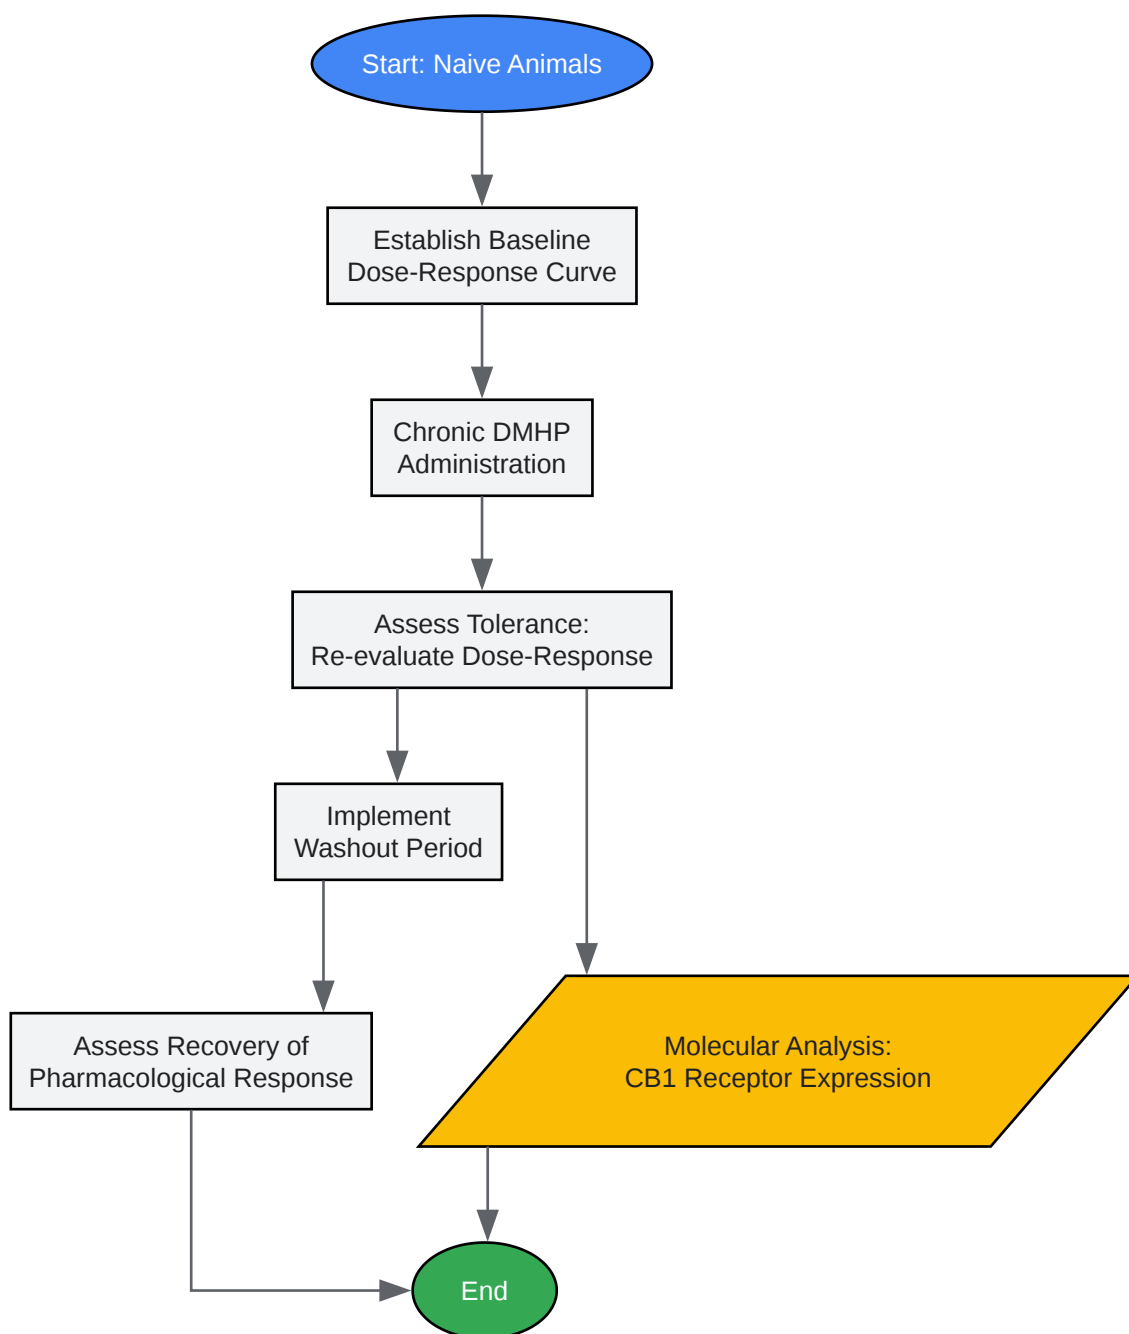 Start: Naive Animals
Establish Baseline
Dose-Response Curve
Chronic DMHP
Administration
Assess Tolerance:
Re-evaluate Dose-Response
Implement
Washout Period
Assess Recovery of
Pharmacological Response
Molecular Analysis:
CB1 Receptor Expression
End